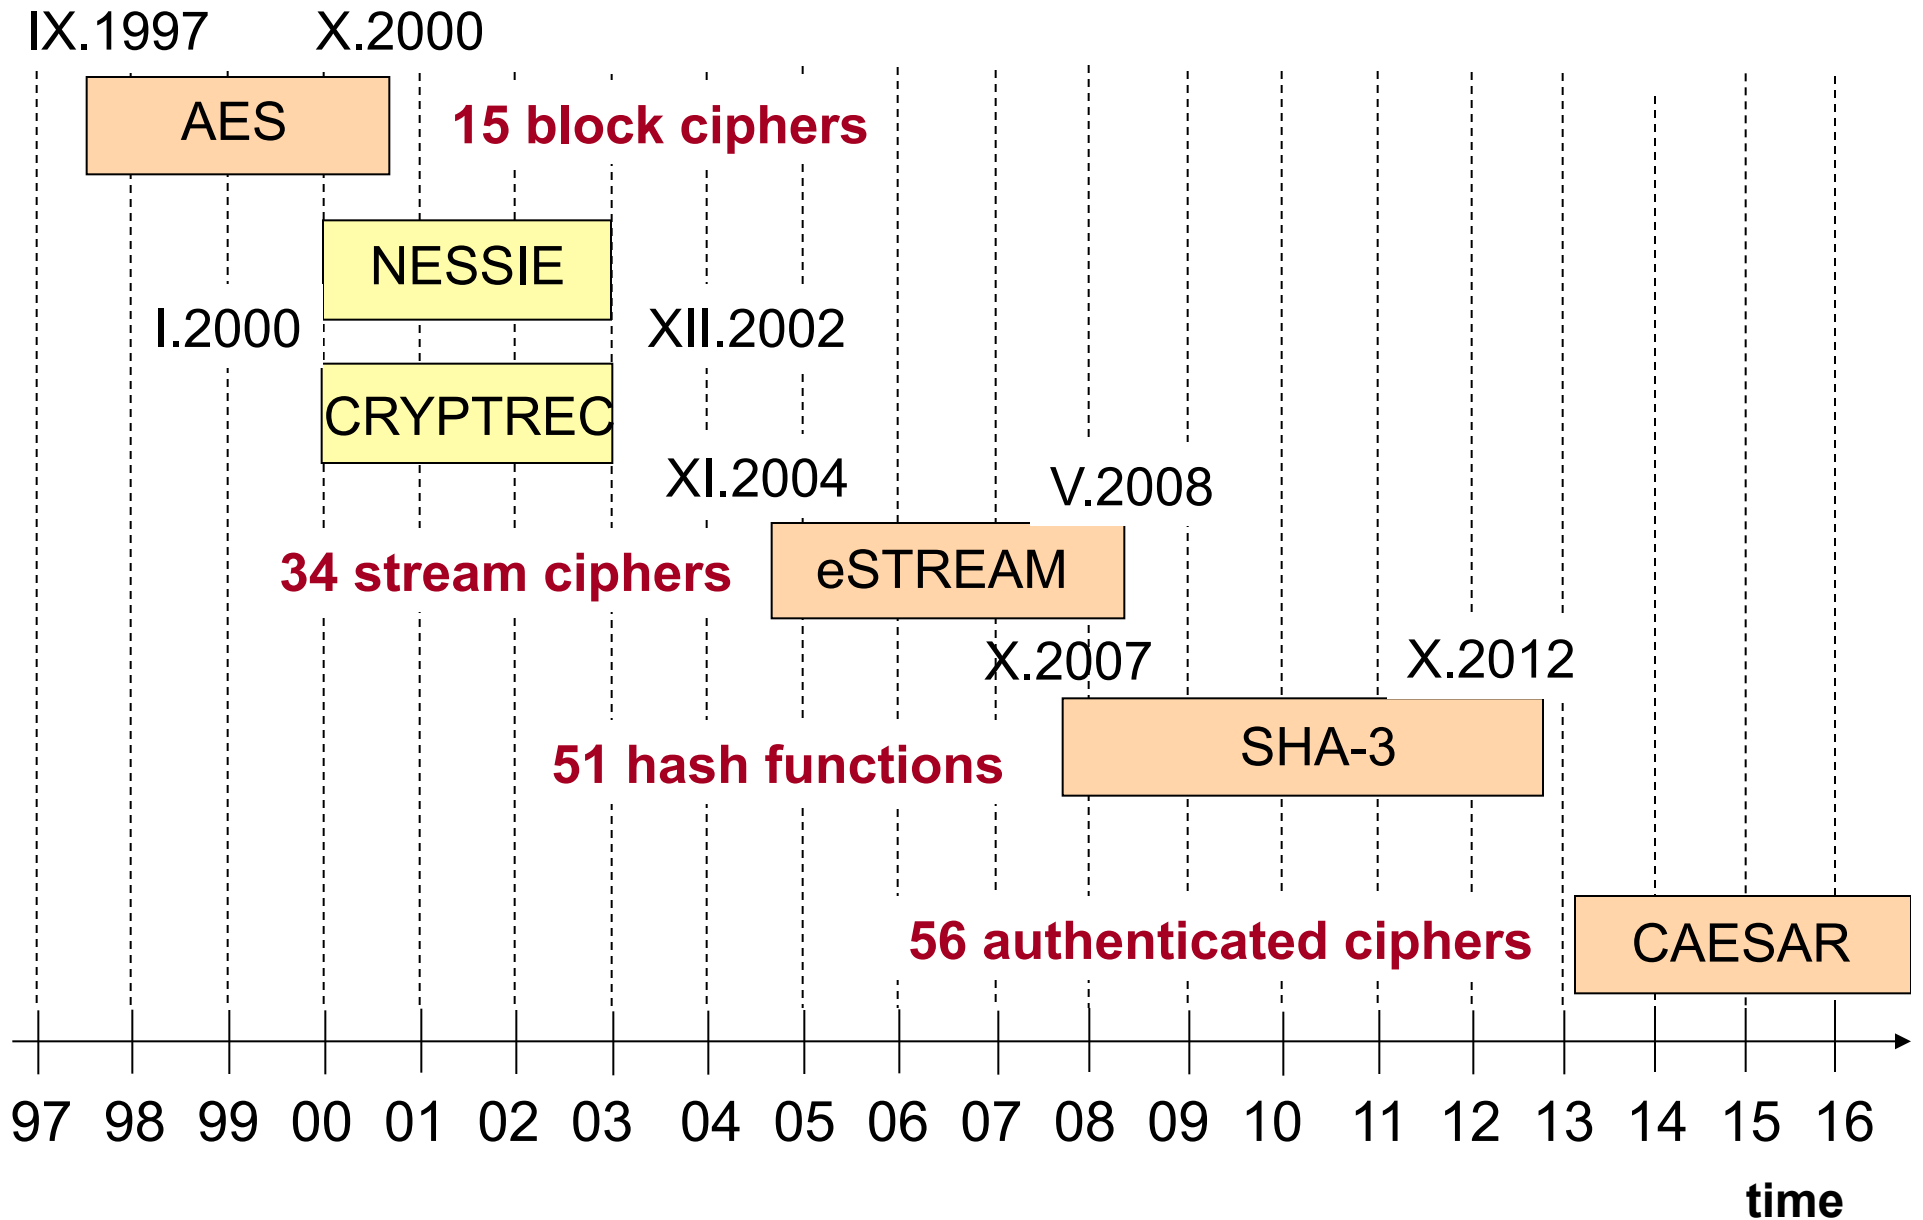 IX.1997 X.2000
AES
15 block ciphers
NESSIE
I.2000 XII.2002
CRYPTREC
XI.2004 V.2008
34 stream ciphers
eSTREAM
X.2007 X.2012
51 hash functions
SHA-3
56 authenticated ciphers
CAESAR
97 98 99 00 01 02 03 04 05 06 07 08 09 10 11 12 13 14 15 16
time